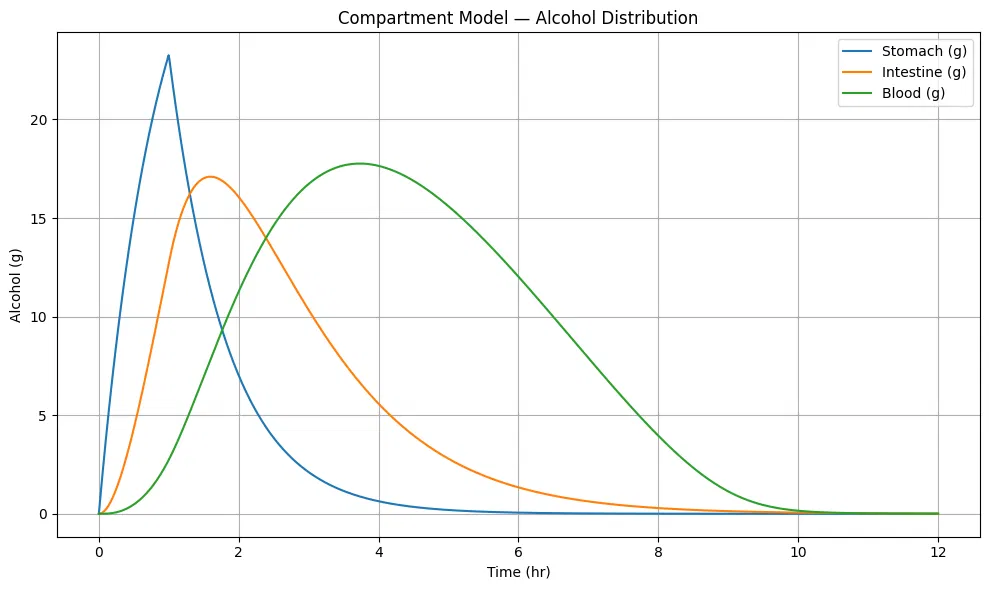 Compartment Model — Alcohol Distribution
Stomach (g)
Intestine (g)
Blood (g)
Alcohol (g)
20
15
10
5
0
0 2 4 6 8 10 12
Time (hr)